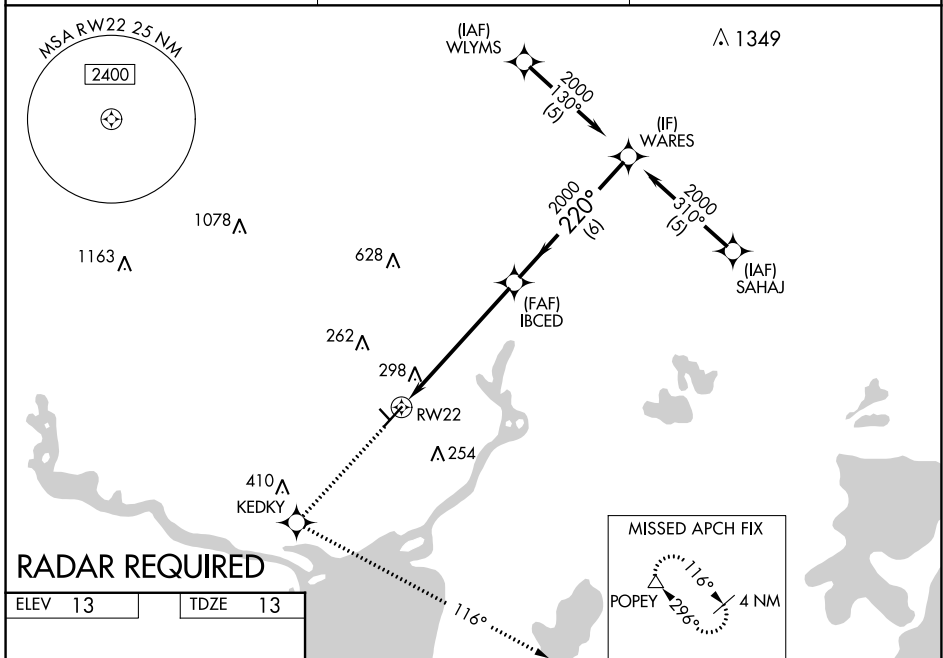 MSA RW22 25 NM
2400
(IAF)
WLYMS
1349
2000
130°
(5)
(IF)
WARES
2000
220°
(6)
2000
310°
(5)
(IAF)
SAHAJ
1078
1163
628
(FAF)
IBCED
262
298
RW22
254
410
KEDKY
RADAR REQUIRED
MISSED APCH FIX
116°
POPEY
296°
4 NM
ELEV 13
TDZE 13
116°